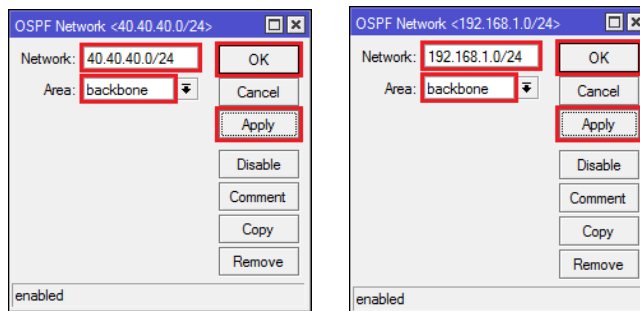 OSPF Network <40.40.40.0/24>
Network: 40.40.40.0/24
OK
Area: backbone
Cancel
Apply
Disable
Comment
Copy
Remove
enabled
OSPF Network <192.168.1.0/24>
Network: 192.168.1.0/24
OK
Area: backbone
Cancel
Apply
Disable
Comment
Copy
Remove
enabled